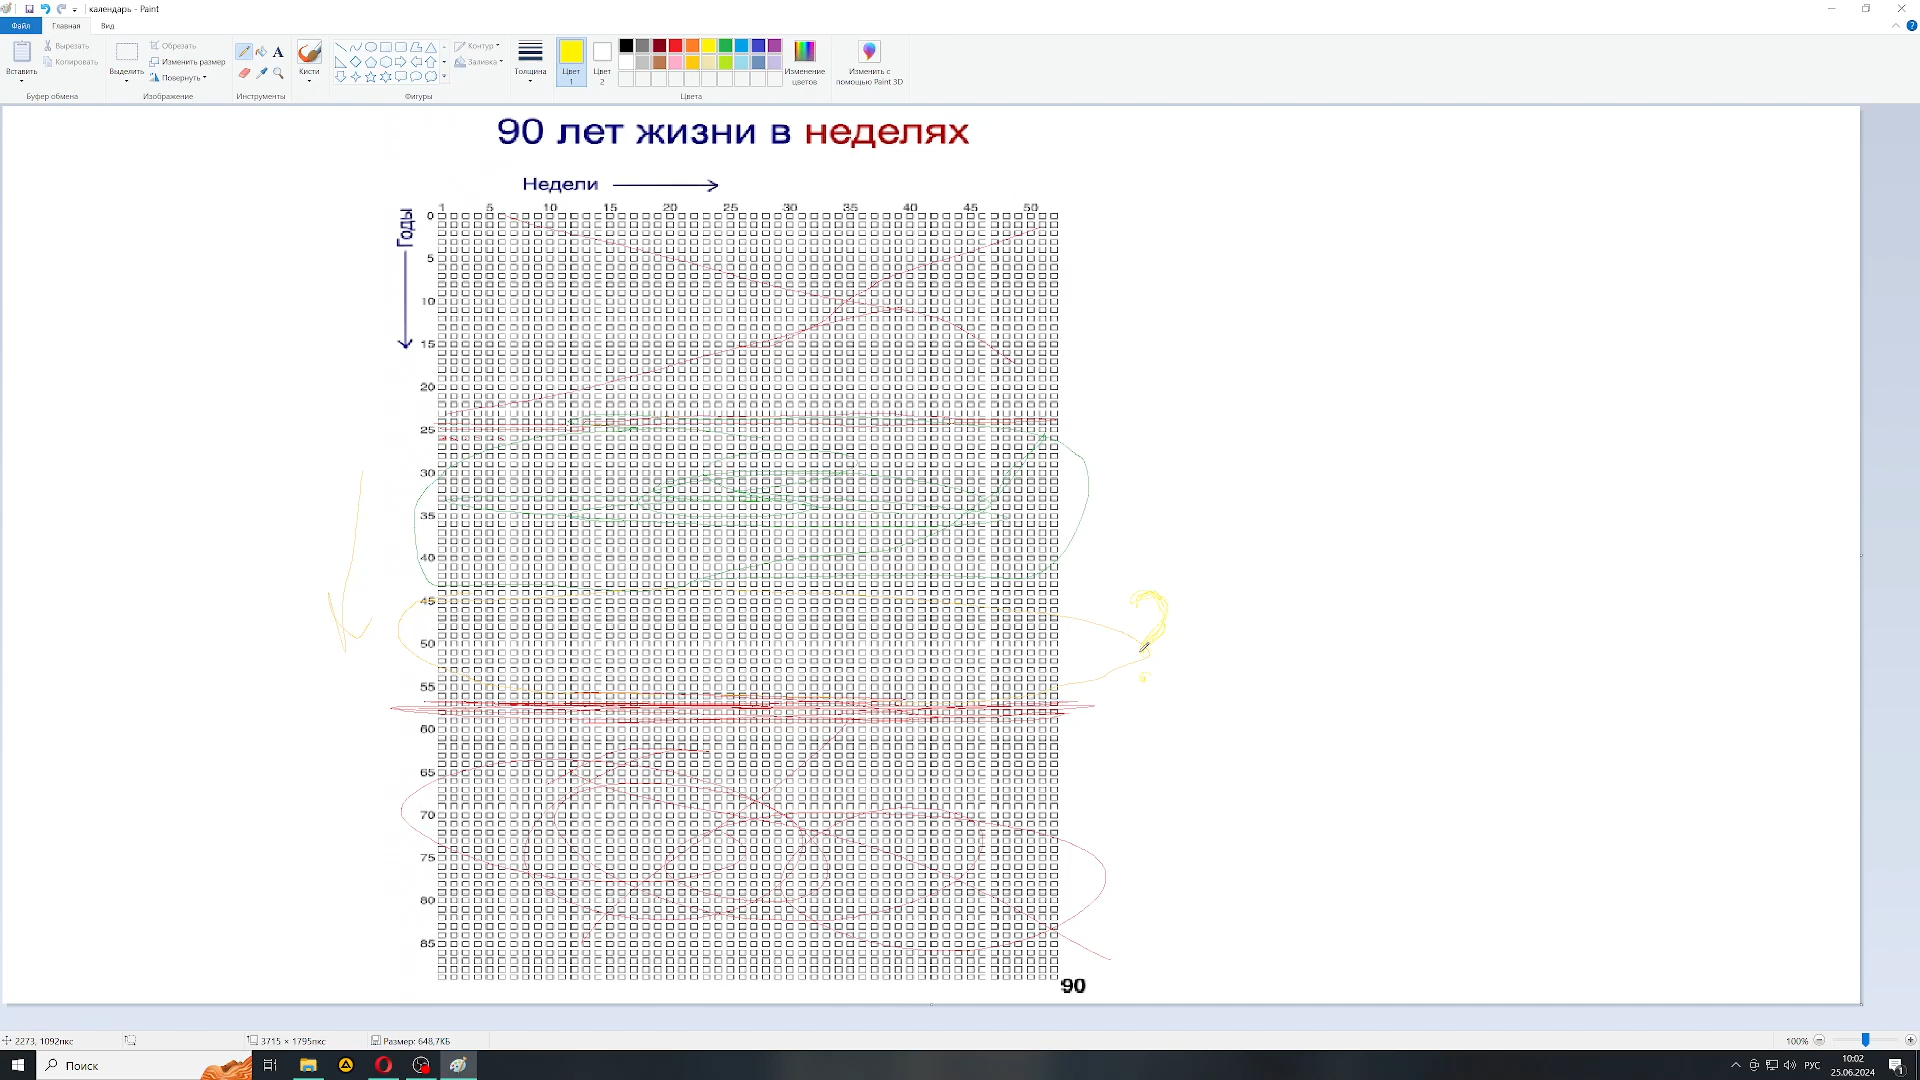 календарь - Paint
Файл Главная Вид
Вставить
Вырезать
Копировать
Буфер обмена
Выделить
Обрезать
Изменить размер
Повернуть
Изображение
A
Инструменты
Кисти
Контур
Заливка
Фигуры
Толщина
Цвет 1
Цвет 2
Цвета
Изменение цветов
Изменить с помощью Paint 3D
90 лет жизни в неделях
Недели
Годы
1 5 10 15 20 25 30 35 40 45 50
0
5
10
15
20
25
30
35
40
45
50
?
55
60
65
70
75
80
85
90
2273, 1092пкс
3715 × 1795пкс
Размер: 648,7КБ
100%
Поиск
РУС
10:02
25.06.2024
1